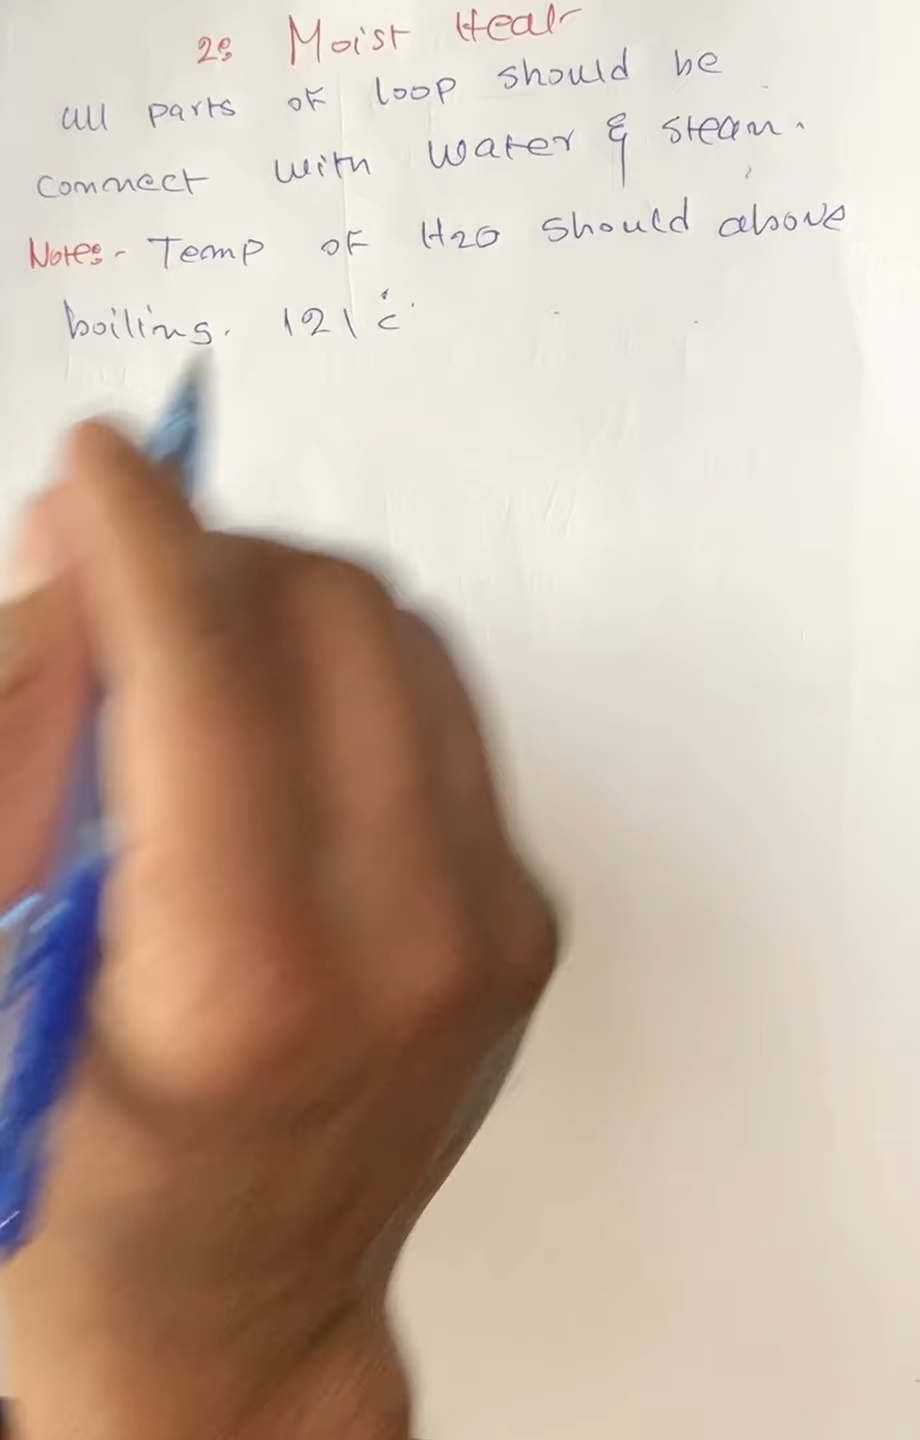 2: Moist Heat
all parts of loop should be
connect with water & steam.
Notes- Temp of H2O should above
boiling. 121 c